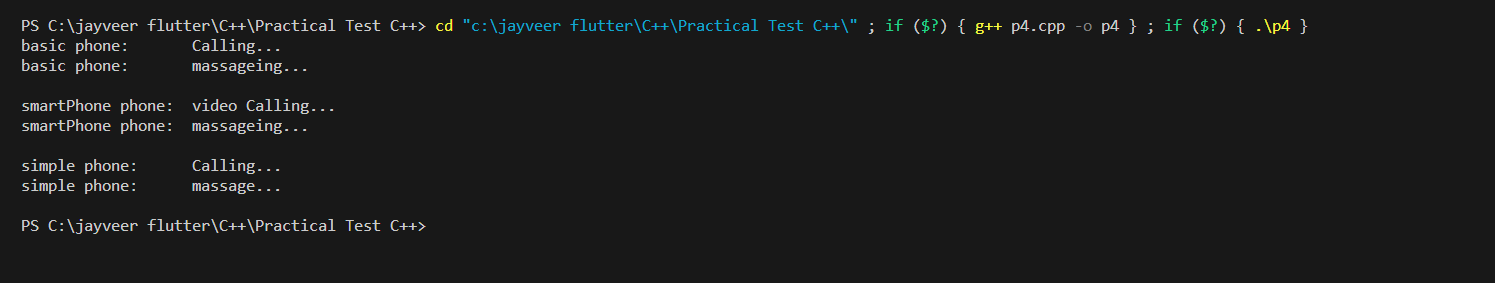 PS C:\jayveer flutter\C++\Practical Test C++> cd "c:\jayveer flutter\C++\Practical Test C++\" ; if ($?) { g++ p4.cpp -o p4 } ; if ($?) { .\p4 }
basic phone:       Calling...
basic phone:       massageing...

smartPhone phone:  video Calling...
smartPhone phone:  massageing...

simple phone:      Calling...
simple phone:      massage...

PS C:\jayveer flutter\C++\Practical Test C++>